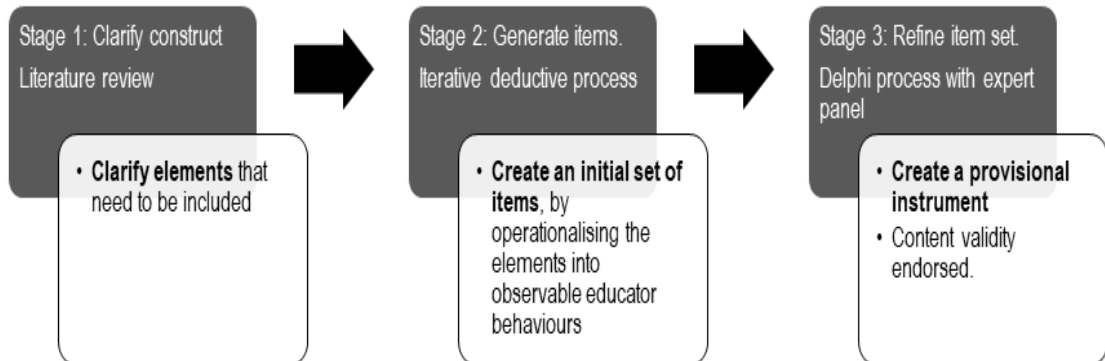 Stage 1: Clarify construct
Literature review
• Clarify elements that
need to be included
Stage 2: Generate items.
Iterative deductive process
• Create an initial set of
items, by
operationalising the
elements into
observable educator
behaviours
Stage 3: Refine item set.
Delphi process with expert
panel
• Create a provisional
instrument
• Content validity
endorsed.